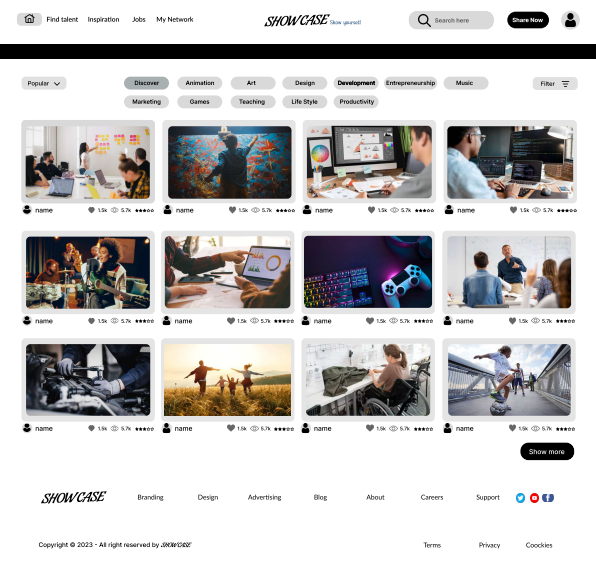 Find talent Inspiration Jobs My Network SHOWCASE Show yourself Search here Share Now
Popular Discover Animation Art Design Development Entrepreneurship Music Filter
Marketing Games Teaching Life Style Productivity
name 1.5k 5.7k name 1.5k 5.7k name 1.5k 5.7k name 1.5k 5.7k
name 1.5k 5.7k name 1.5k 5.7k name 1.5k 5.7k name 1.5k 5.7k
name 1.5k 5.7k name 1.5k 5.7k name 1.5k 5.7k name 1.5k 5.7k
Show more
SHOWCASE Branding Design Advertising Blog About Careers Support
Copyright © 2023 - All right reserved by SHOWCASE Terms Privacy Coockies